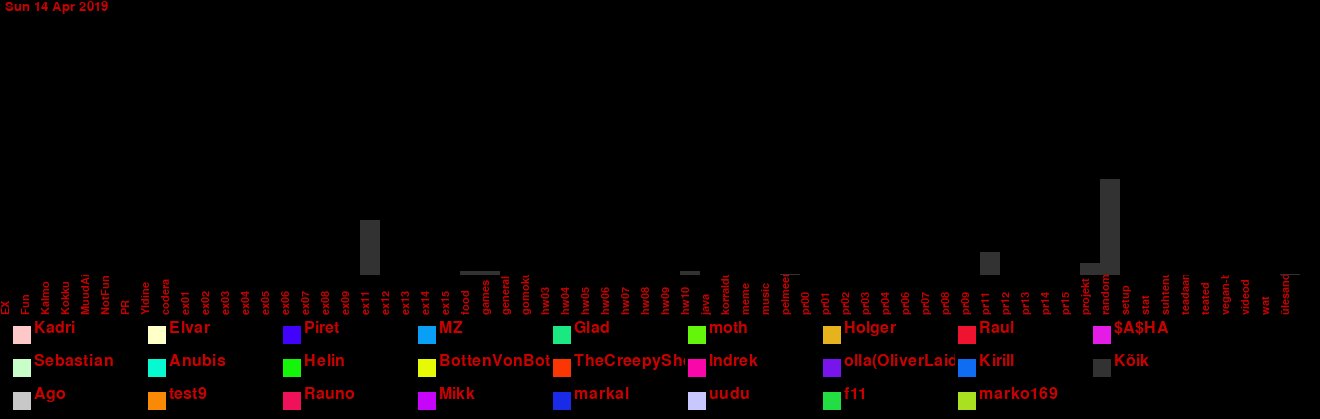 Sun 14 Apr 2019
EX
Fun
Kalmo
Kokku
MuudAi
NotFun
PR
Yldine
codera
ex01
ex02
ex03
ex04
ex05
ex06
ex07
ex08
ex09
ex11
ex12
ex13
ex14
ex15
food
games
general
gomoku
hw03
hw04
hw05
hw06
hw07
hw08
hw09
hw10
java
korraldu
meme
music
pelmeen
pr00
pr01
pr02
pr03
pr04
pr06
pr07
pr08
pr09
pr11
pr12
pr13
pr14
pr15
projekt
random
setup
stat
suhtenu
teadaan
teated
vegan-t
videod
wat
ülesand
Kadri Elvar Piret MZ Glad moth Holger Raul $A$HA
Sebastian Anubis Helin BottenVonBot TheCreepyShe Indrek olla(OliverLaid Kirill Kõik
Ago test9 Rauno Mikk markal uudu f11 marko169